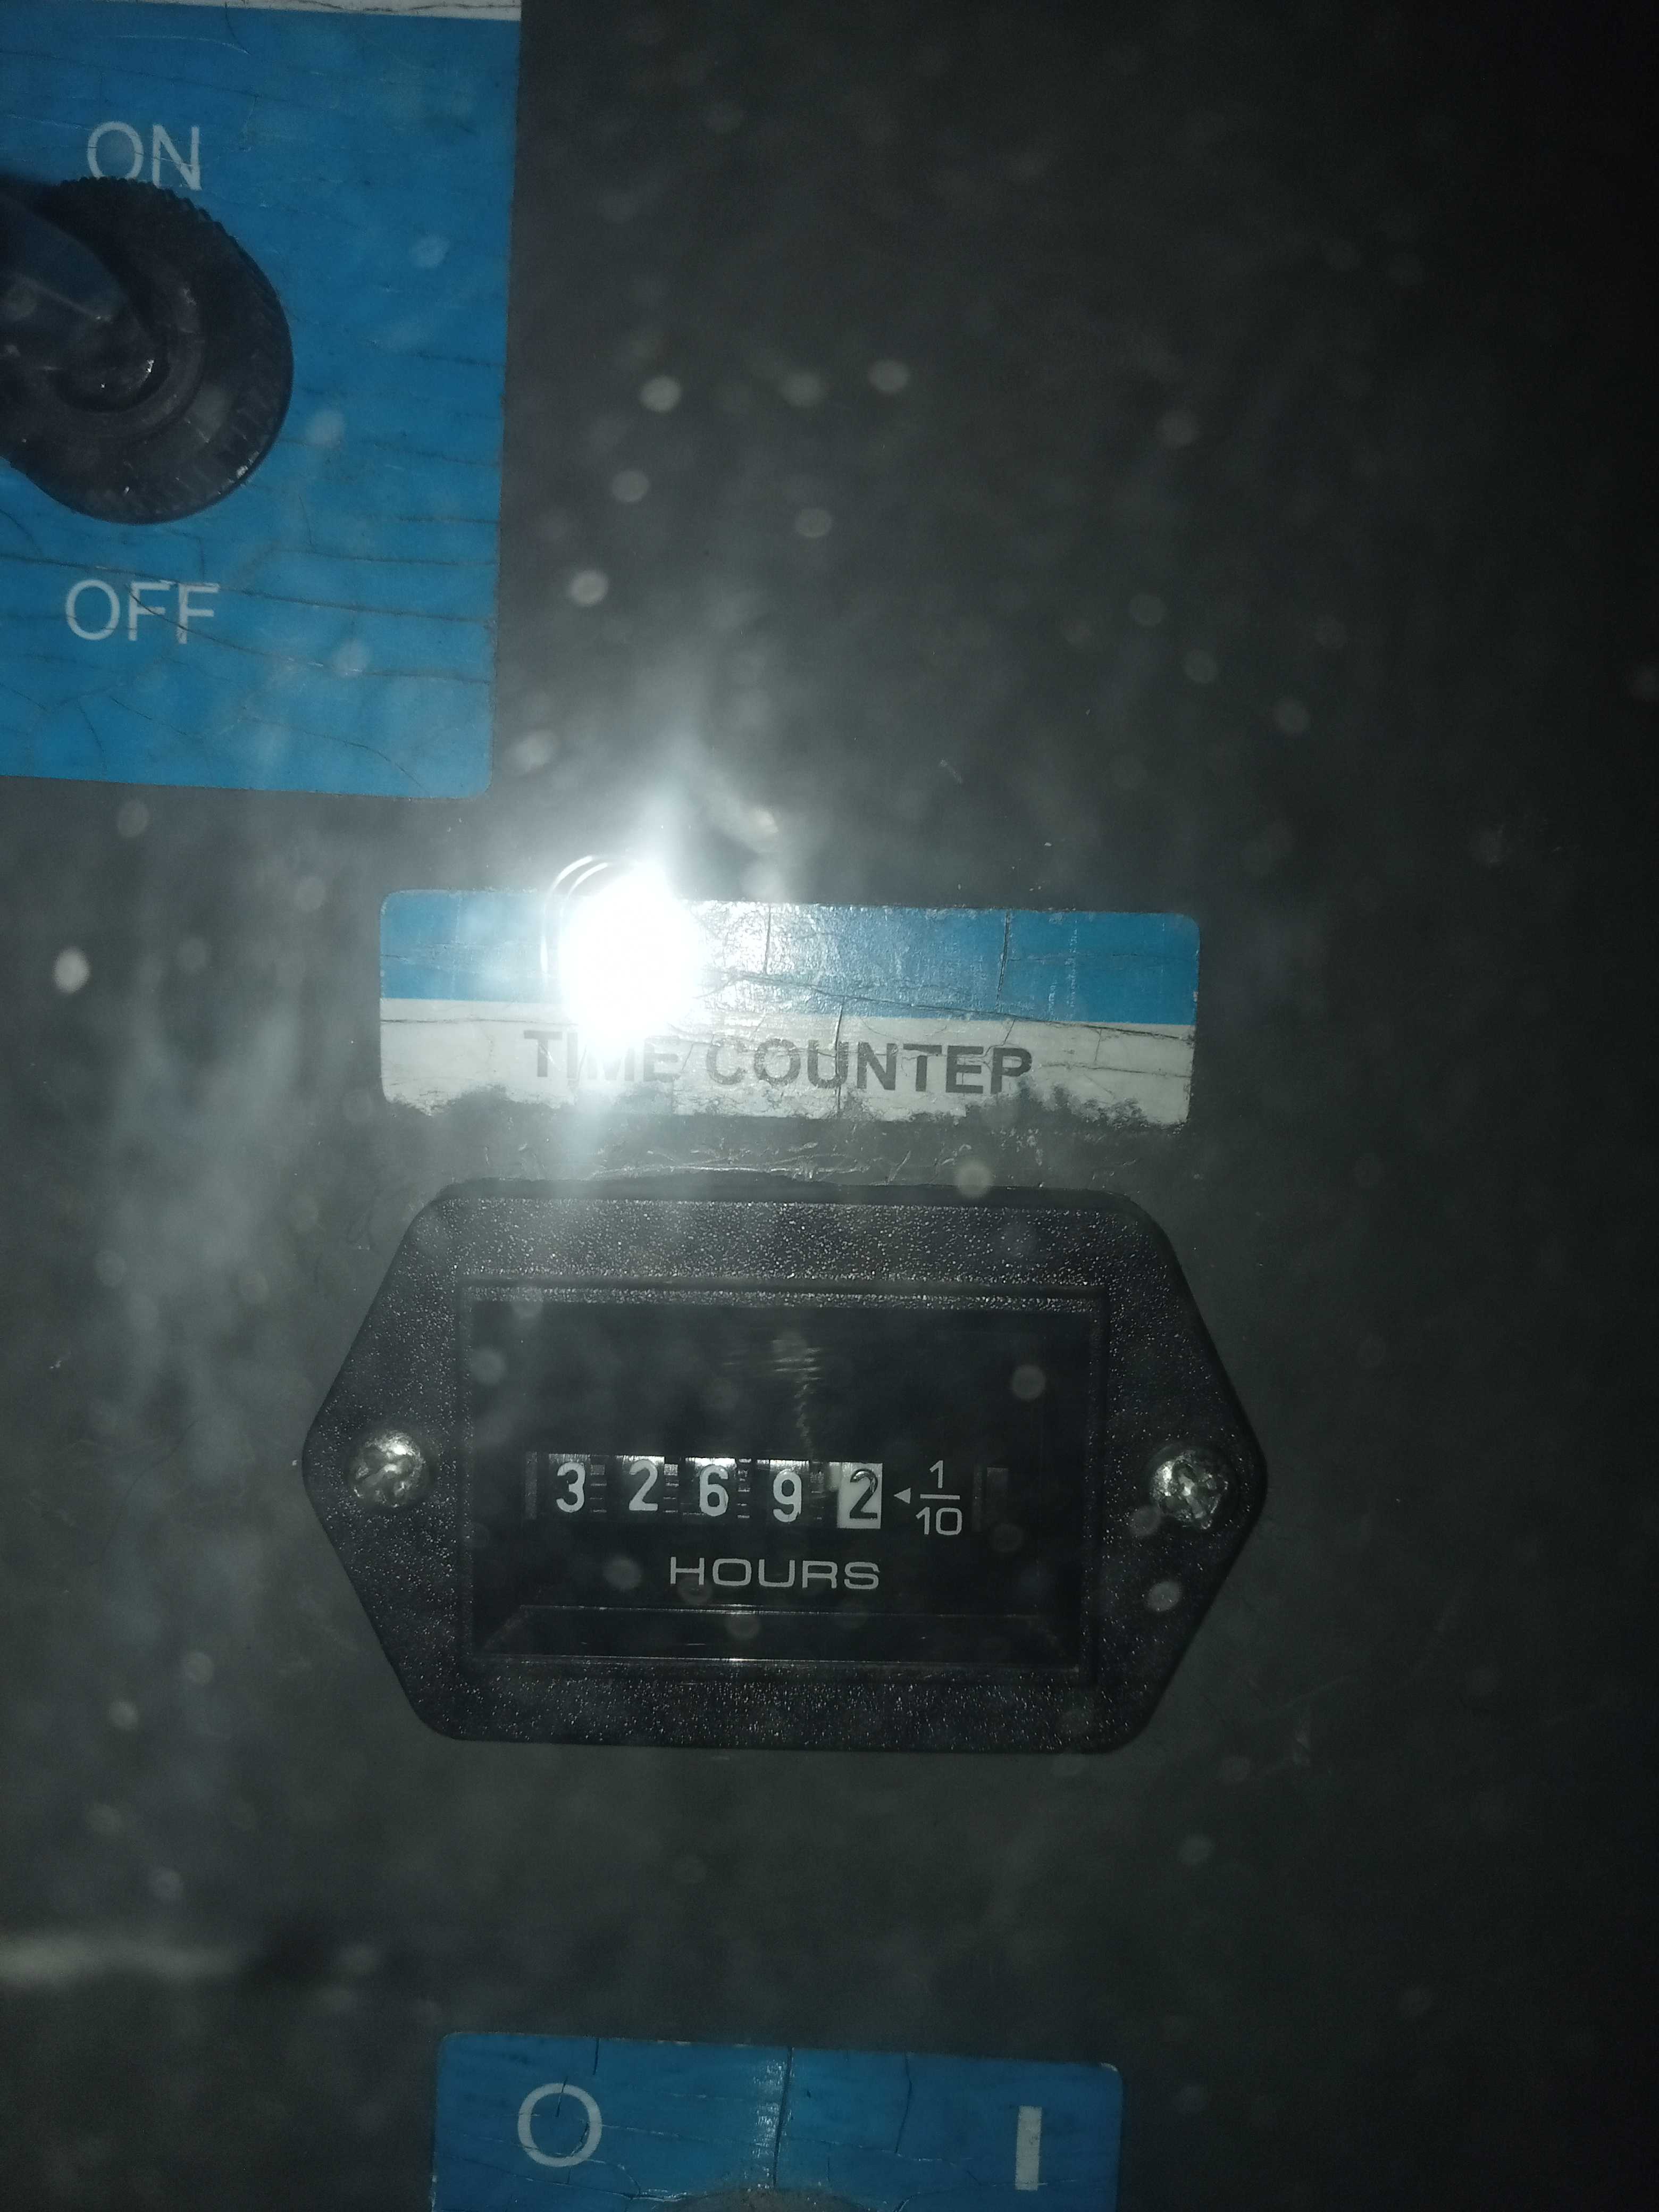 ON
OFF
TIME COUNTER
3 2 6 9 2 ◄ 1/10
HOURS
O I